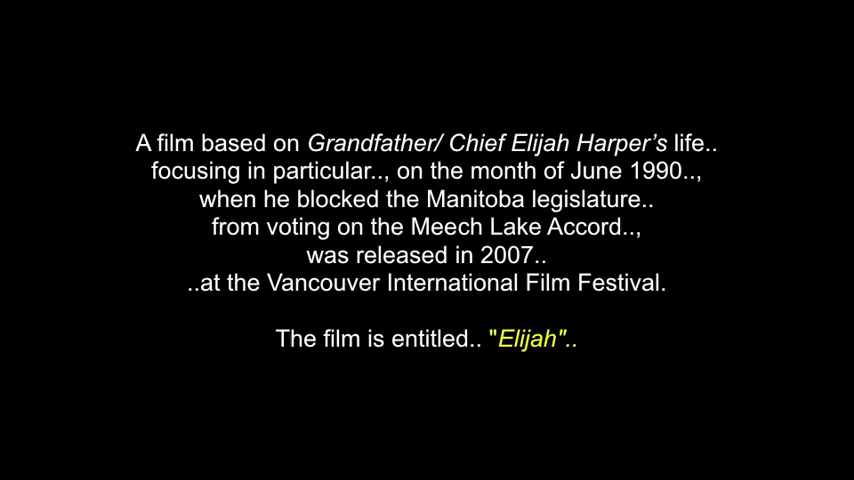 A film based on Grandfather/ Chief Elijah Harper's life..
focusing in particular.., on the month of June 1990..,
when he blocked the Manitoba legislature..
from voting on the Meech Lake Accord..,
was released in 2007..
..at the Vancouver International Film Festival.
The film is entitled.. "Elijah"..